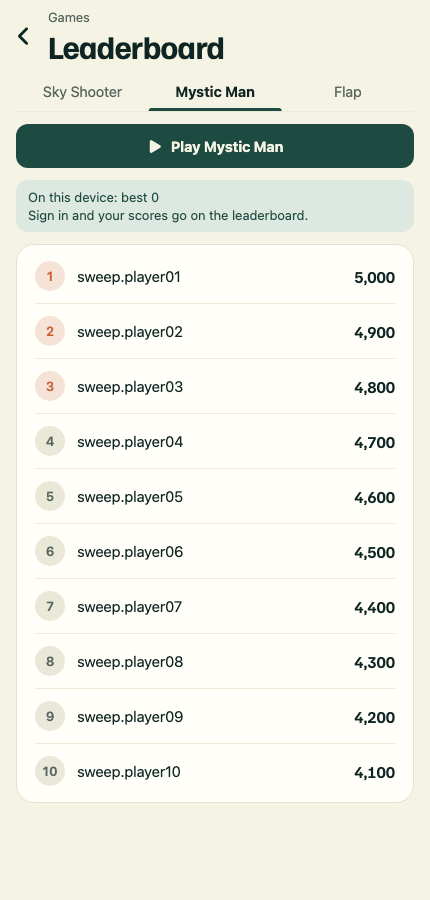 Games
Leaderboard
Sky Shooter
Mystic Man
Flap
Play Mystic Man
On this device: best 0
Sign in and your scores go on the leaderboard.
1 sweep.player01 5,000
2 sweep.player02 4,900
3 sweep.player03 4,800
4 sweep.player04 4,700
5 sweep.player05 4,600
6 sweep.player06 4,500
7 sweep.player07 4,400
8 sweep.player08 4,300
9 sweep.player09 4,200
10 sweep.player10 4,100